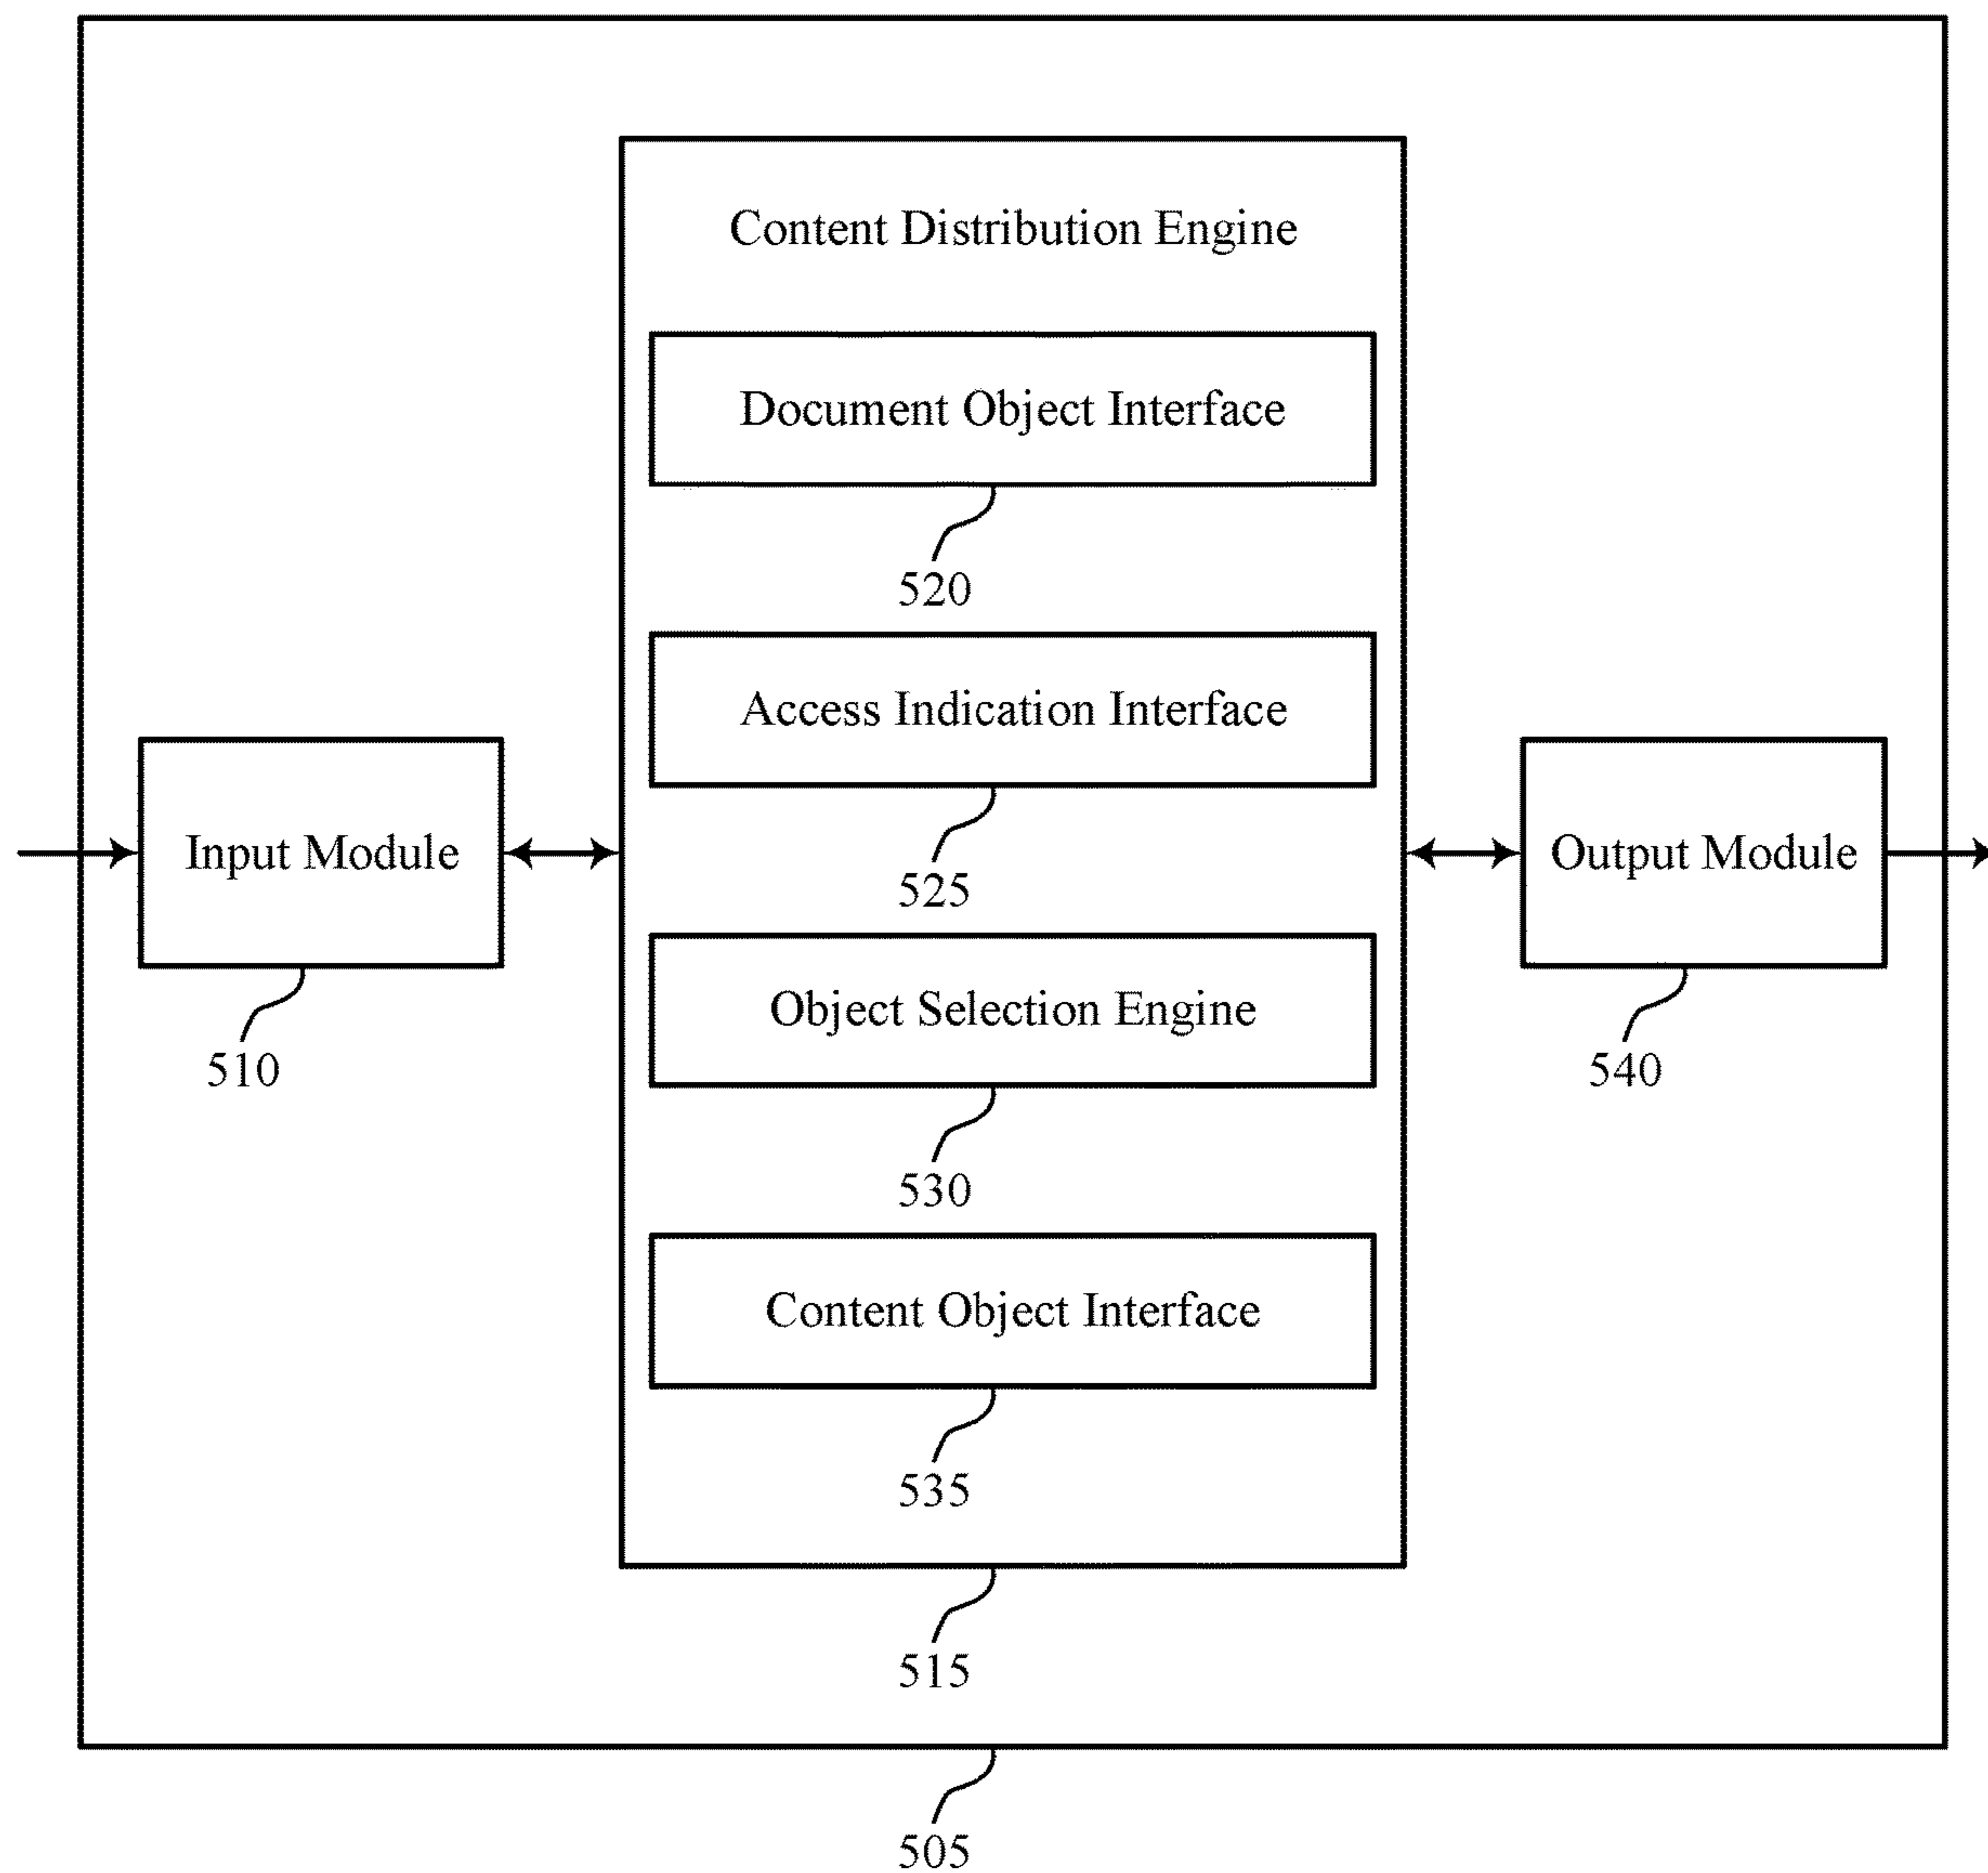 Content Distribution Engine
Document Object Interface
520
Access Indication Interface
525
Input Module
510
Output Module
540
Object Selection Engine
530
Content Object Interface
535
515
505